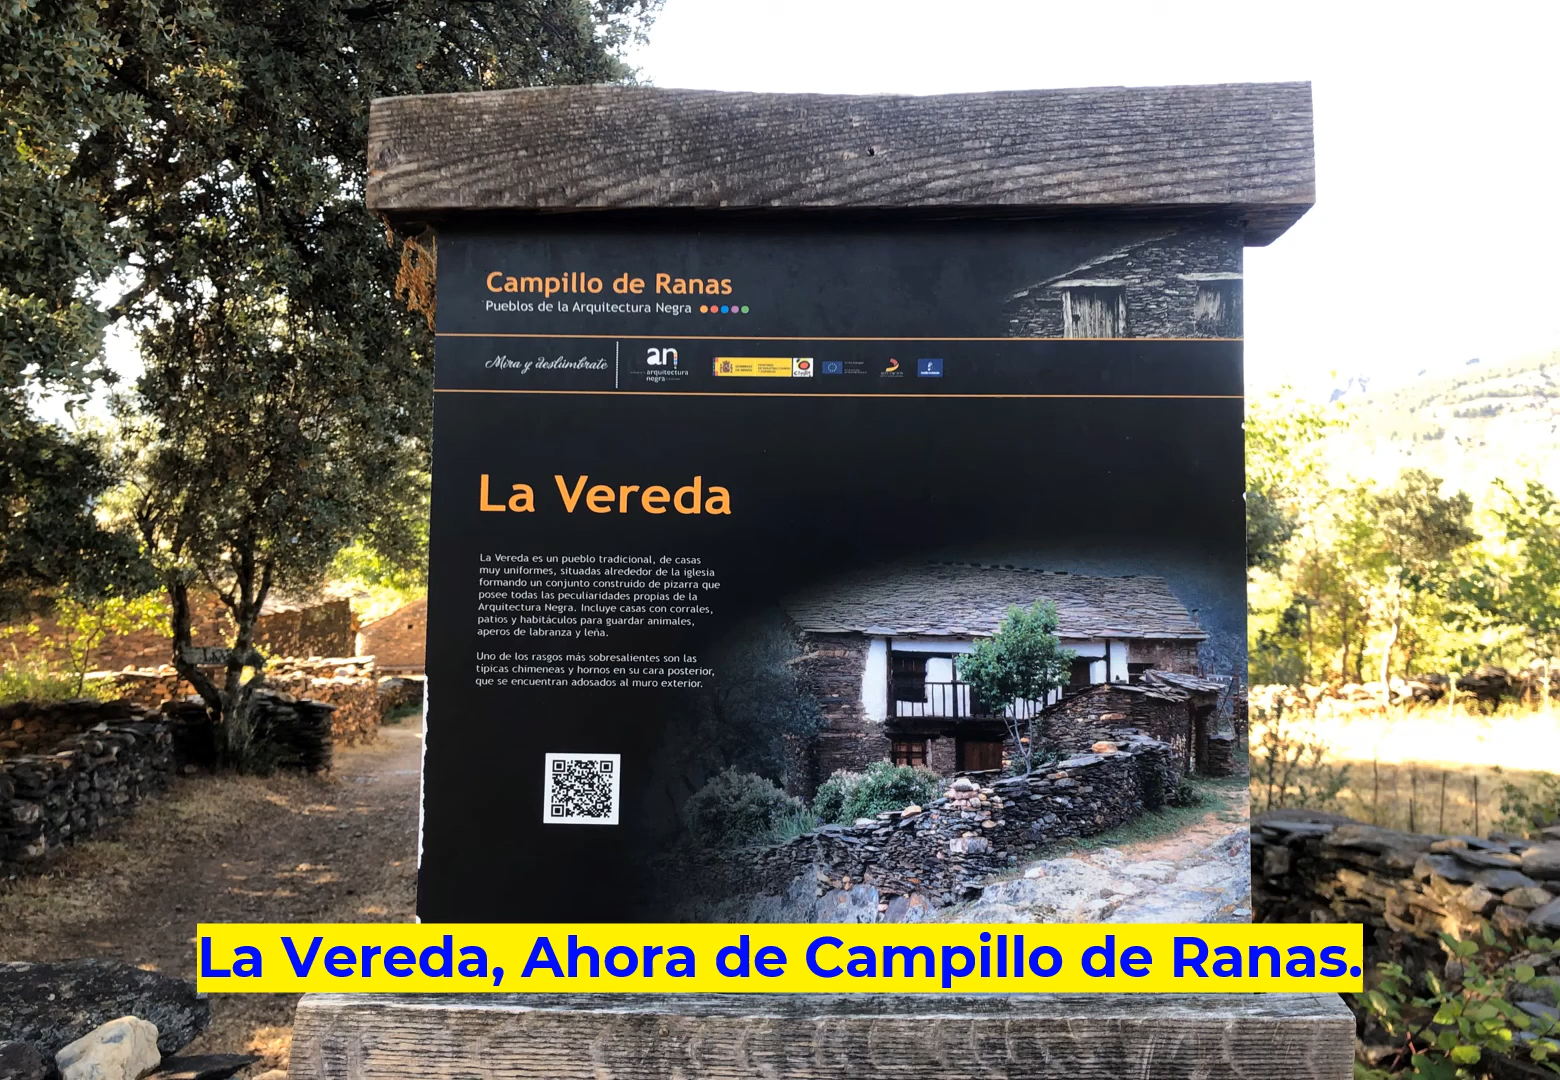 Campillo de Ranas
Pueblos de la Arquitectura Negra
Mira y deslúmbrate
an
arquitectura
negra
La Vereda
La Vereda es un pueblo tradicional, de casas
muy uniformes, situadas alrededor de la iglesia
formando un conjunto construido de pizarra que
posee todas las peculiaridades propias de la
Arquitectura Negra. Incluye casas con corrales,
patios y habitáculos para guardar animales,
aperos de labranza y leña.
Uno de los rasgos más sobresalientes son las
típicas chimeneas y hornos en su cara posterior,
que se encuentran adosados al muro exterior.
La Vereda, Ahora de Campillo de Ranas.